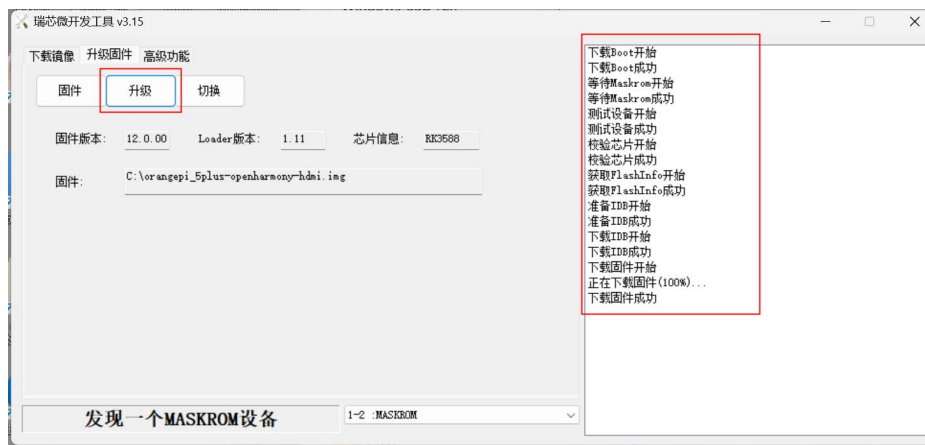 瑞芯微开发工具 v3.15
下载镜像 升级固件 高级功能
固件 升级 切换
固件版本: 12.0.00 Loader版本: 1.11 芯片信息: RK3588
固件: C:\orangepi_5plus-openharmony-hdmi.img
下载Boot开始
下载Boot成功
等待Maskrom开始
等待Maskrom成功
测试设备开始
测试设备成功
校验芯片开始
校验芯片成功
获取FlashInfo开始
获取FlashInfo成功
准备IDB开始
准备IDB成功
下载IDB开始
下载IDB成功
下载固件开始
正在下载固件(100%)...
下载固件成功
发现一个MASKROM设备 1-2 :MASKROM